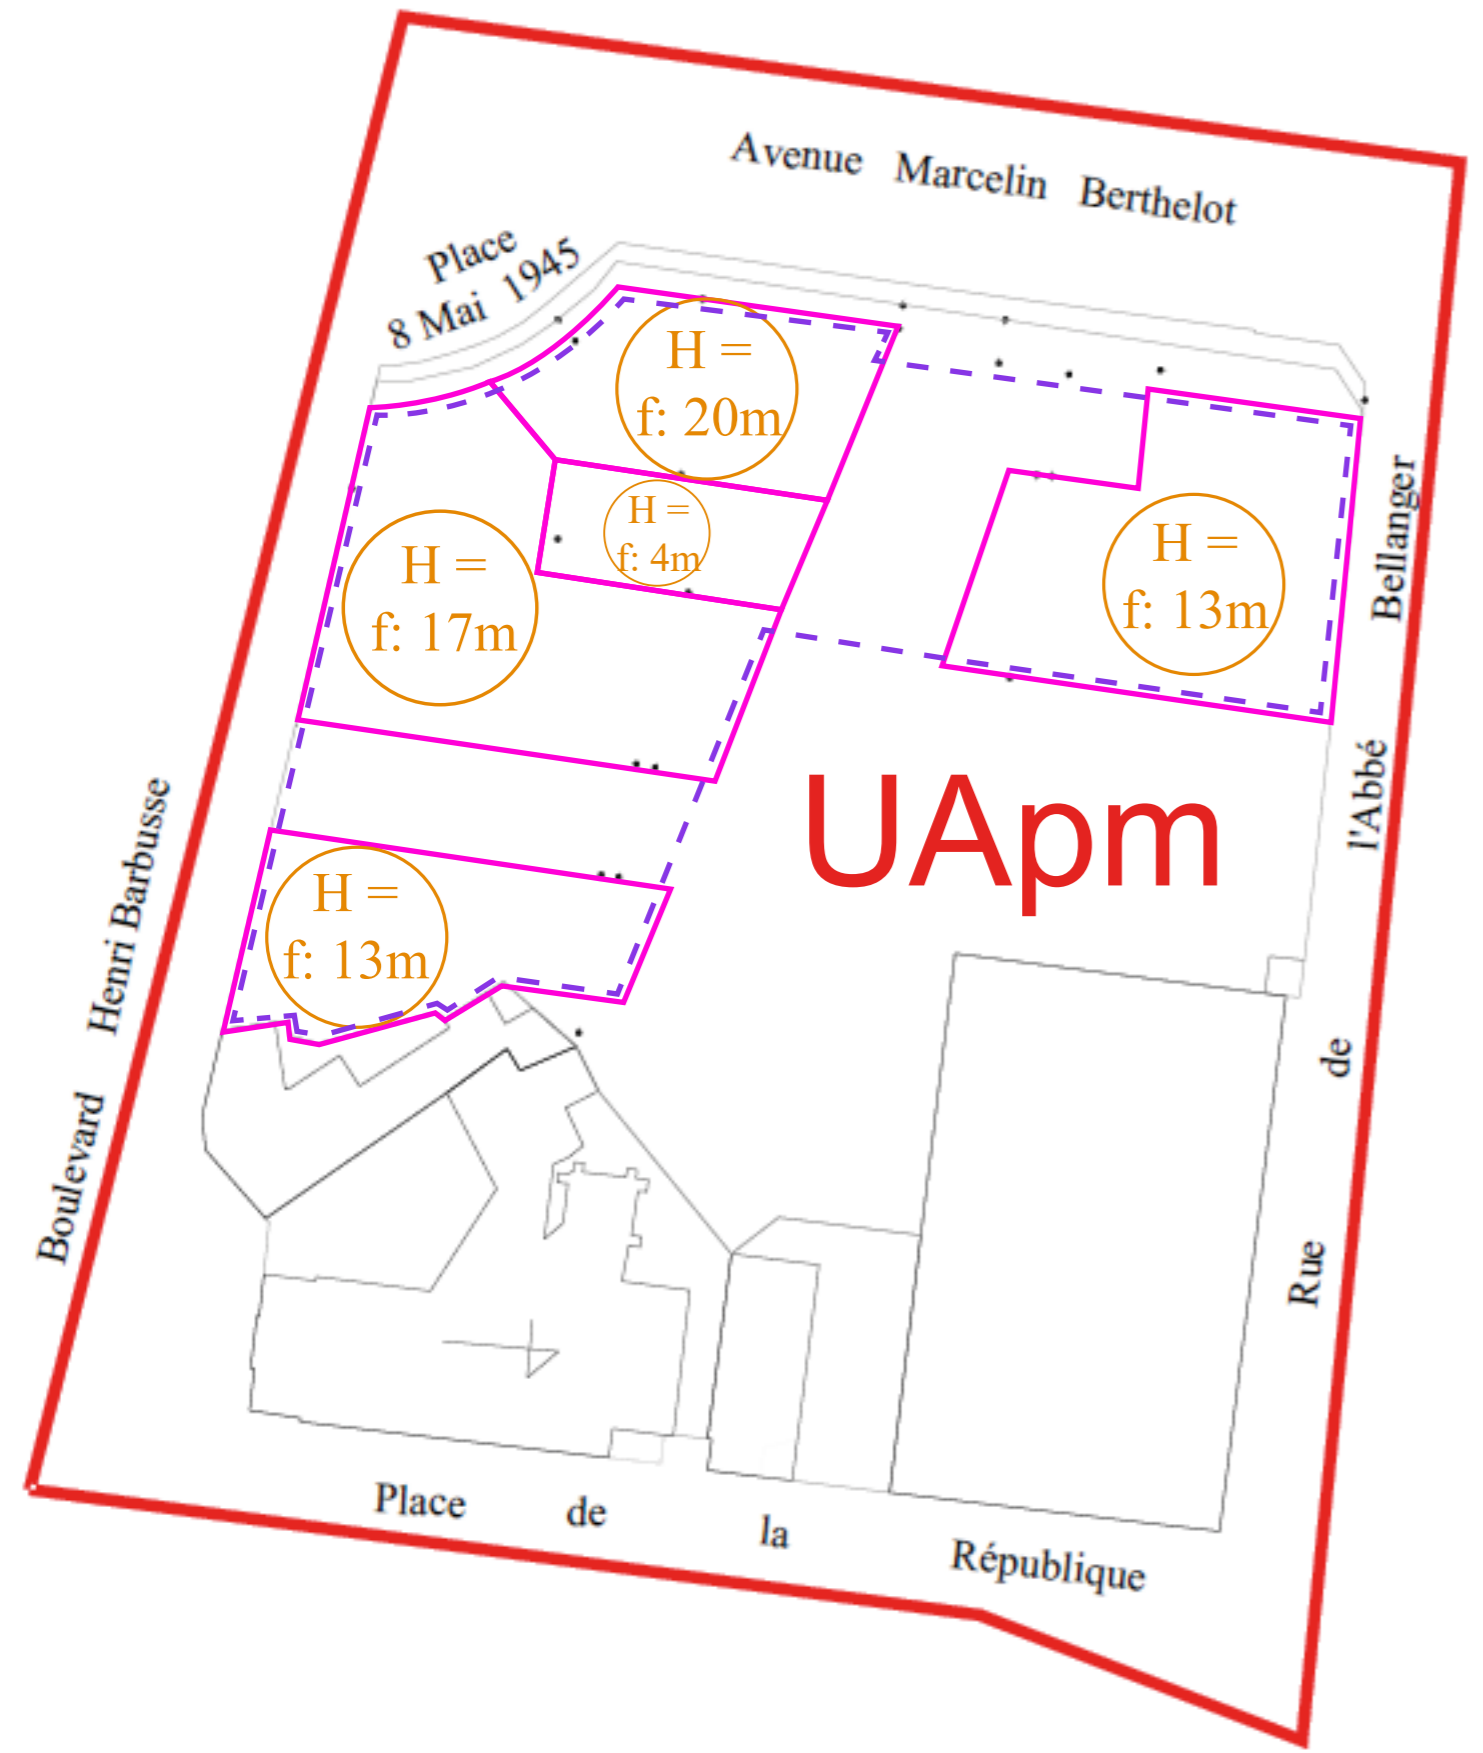 Avenue Marcelin Berthelot
Place
8 Mai 1945
H =
f: 20m
H =
f: 4m
H =
f: 17m
H =
f: 13m
H =
f: 13m
UApm
Boulevard Henri Barbusse
Rue de l'Abbé Bellanger
Place de la République